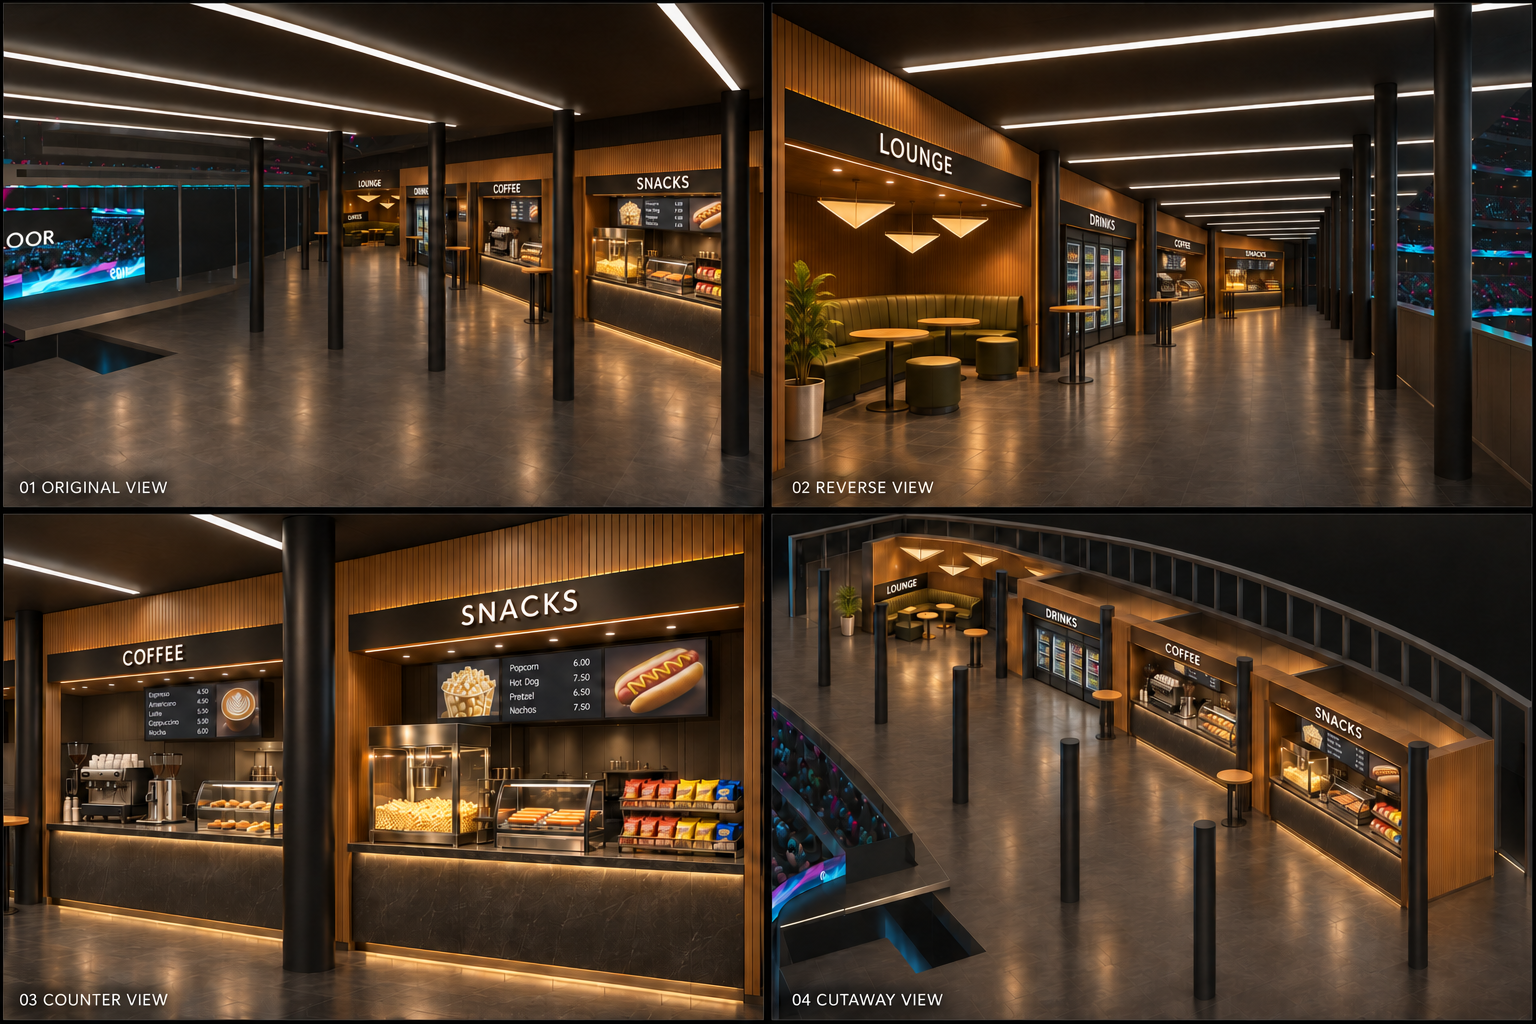 LOUNGE
DRINKS
COFFEE
SNACKS
OOR
01 ORIGINAL VIEW
LOUNGE
DRINKS
COFFEE
SNACKS
02 REVERSE VIEW
COFFEE
Espresso 4.50
Americano 4.50
Latte 5.50
Cappuccino 5.50
Mocha 6.00
SNACKS
Popcorn 6.00
Hot Dog 7.50
Pretzel 6.50
Nachos 7.50
03 COUNTER VIEW
LOUNGE
DRINKS
COFFEE
SNACKS
04 CUTAWAY VIEW